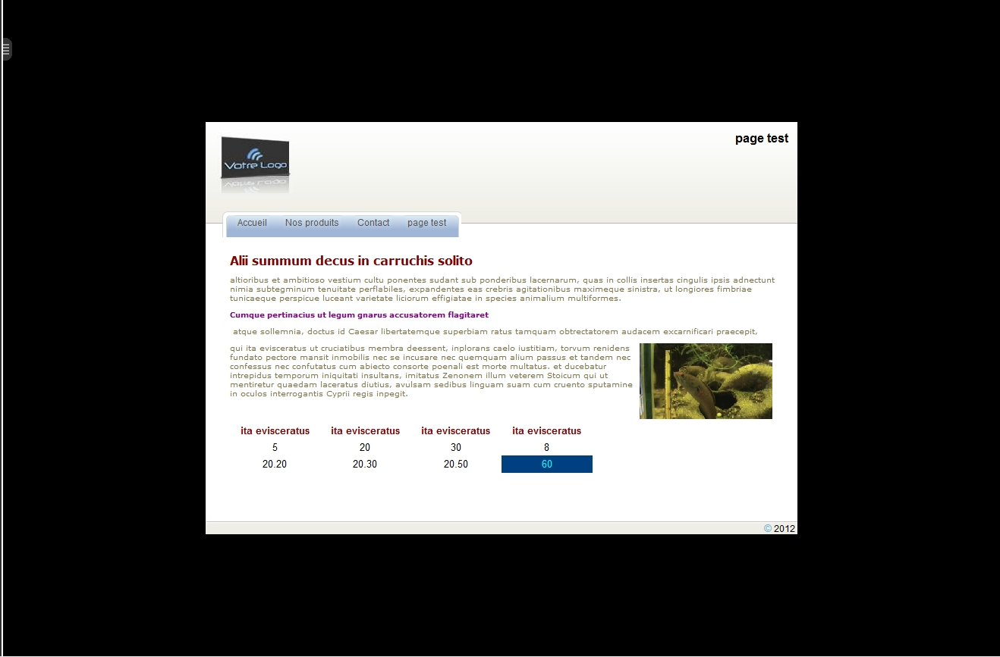 page test
Votre Logo
Accueil Nos produits Contact page test
Alii summum decus in carruchis solito
altioribus et ambitioso vestium cultu ponentes sudant sub ponderibus lacernarum, quas in collis insertas cingulis ipsis adnectunt
nimia subtegminum tenuitate perflabiles, expandentes eas crebris agitationibus maximeque sinistra, ut longiores fimbriae
tunicaeque perspicue luceant varietate liciorum effigiatae in species animalium multiformes.
Cumque pertinacius ut legum gnarus accusatorem flagitaret
atque sollemnia, doctus id Caesar libertatemque superbiam ratus tamquam obtrectatorem audacem excarnificari praecepit,
qui ita evisceratus ut cruciatibus membra deessent, inplorans caelo iustitiam, torvum renidens
fundato pectore mansit inmobilis nec se incusare nec quemquam alium passus et tandem nec
confessus nec confutatus cum abiecto consorte poenali est morte multatus. et ducebatur
intrepidus temporum iniquitati insultans, imitatus Zenonem illum veterem Stoicum qui ut
mentiretur quaedam laceratus diutius, avulsam sedibus linguam suam cum cruento sputamine
in oculos interrogantis Cyprii regis inpegit.
ita evisceratus ita evisceratus ita evisceratus ita evisceratus
5 20 30 8
20.20 20.30 20.50 60
© 2012